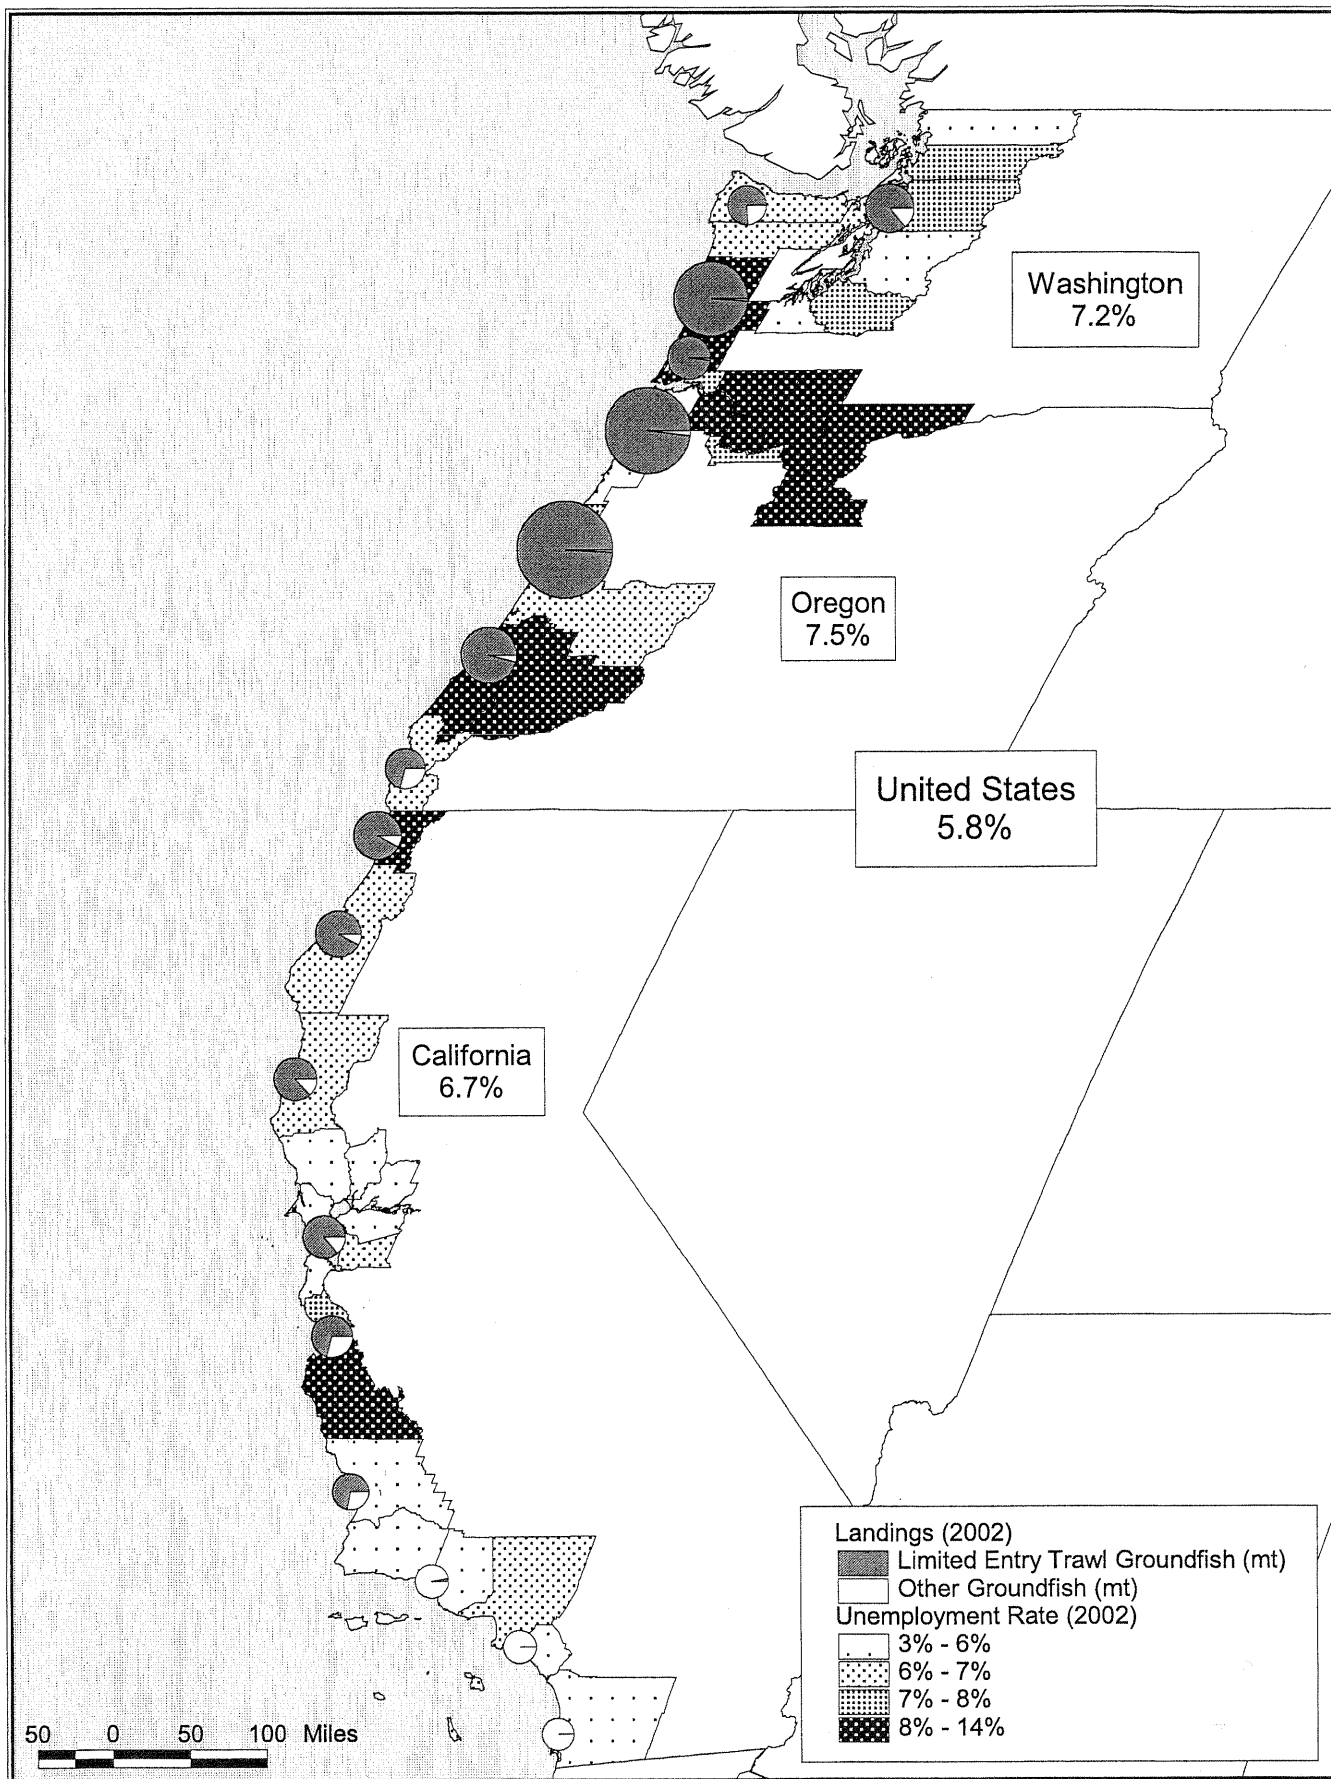 Washington
7.2%
Oregon
7.5%
United States
5.8%
California
6.7%
Landings (2002)
Limited Entry Trawl Groundfish (mt)
Other Groundfish (mt)
Unemployment Rate (2002)
3% - 6%
6% - 7%
7% - 8%
8% - 14%
50 0 50 100 Miles